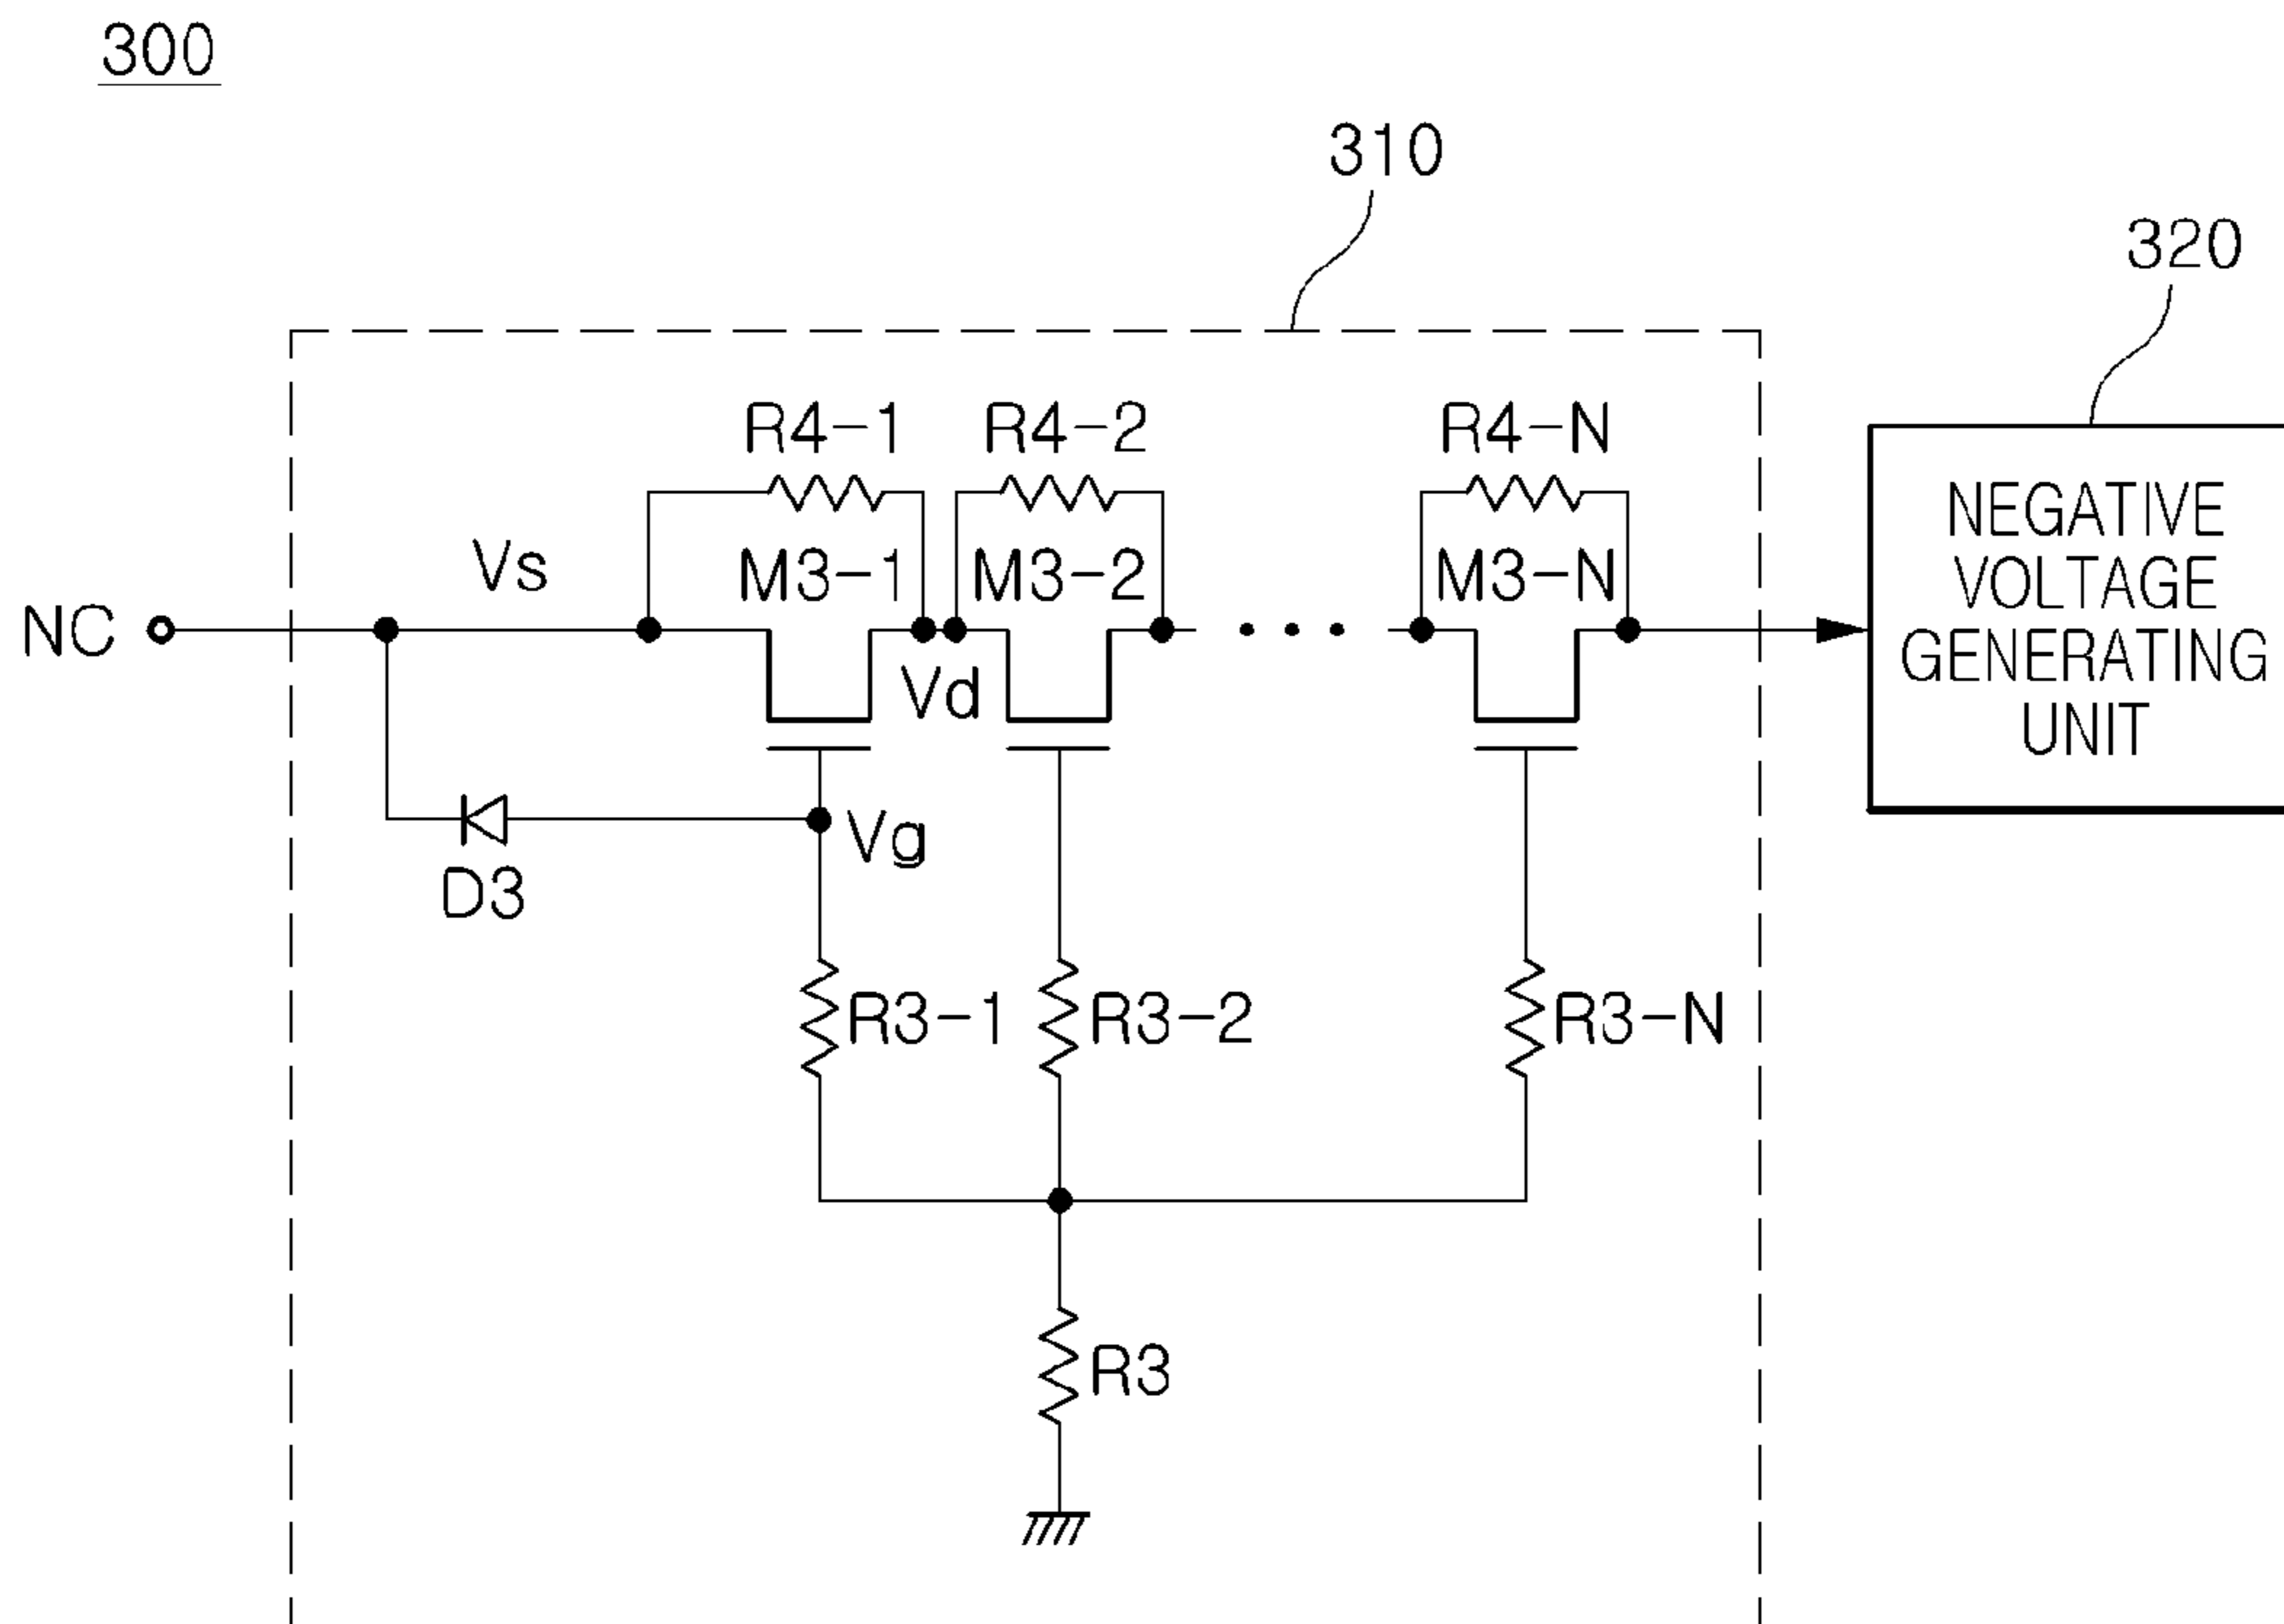 300
310
320
R4-1
R4-2
R4-N
NEGATIVE
VOLTAGE
GENERATING
UNIT
Vs
M3-1
M3-2
M3-N
NC
Vd
Vg
D3
R3-1
R3-2
R3-N
R3